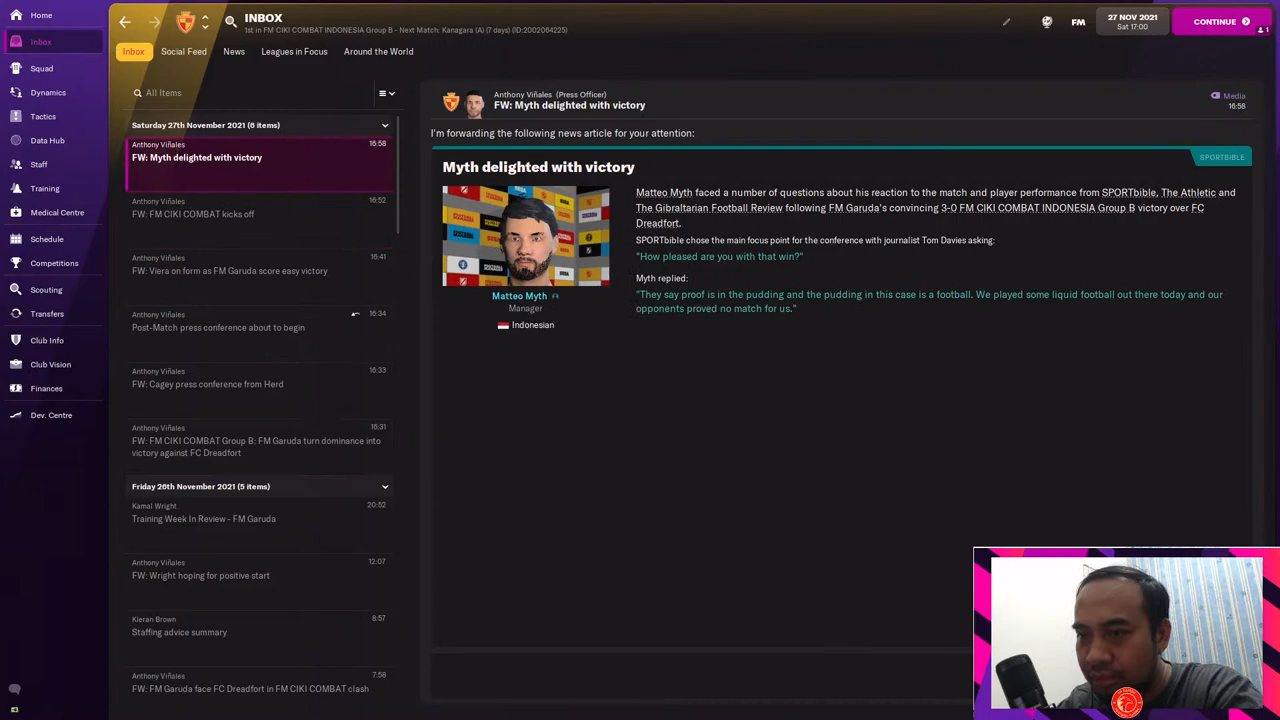 Home
Inbox
Squad
Dynamics
Tactics
Data Hub
Staff
Training
Medical Centre
Schedule
Competitions
Scouting
Transfers
Club Info
Club Vision
Finances
Dev. Centre
INBOX
1st in FM CIKI COMBAT INDONESIA Group B - Next Match: Kanagara (A) (7 days) (ID:2002064225)
FM
27 NOV 2021
Sat 17:00
CONTINUE
1
Inbox
Social Feed
News
Leagues in Focus
Around the World
All Items
Saturday 27th November 2021 (6 items)
Anthony Viñales
16:58
FW: Myth delighted with victory
Anthony Viñales
16:52
FW: FM CIKI COMBAT kicks off
Anthony Viñales
16:41
FW: Viera on form as FM Garuda score easy victory
Anthony Viñales
16:34
Post-Match press conference about to begin
Anthony Viñales
16:33
FW: Cagey press conference from Herd
Anthony Viñales
16:31
FW: FM CIKI COMBAT Group B: FM Garuda turn dominance into
victory against FC Dreadfort
Friday 26th November 2021 (5 items)
Kamal Wright
20:52
Training Week In Review - FM Garuda
Anthony Viñales
12:07
FW: Wright hoping for positive start
Kieran Brown
8:57
Staffing advice summary
Anthony Viñales
7:58
FW: FM Garuda face FC Dreadfort in FM CIKI COMBAT clash
Anthony Viñales (Press Officer)
FW: Myth delighted with victory
Media
16:58
I'm forwarding the following news article for your attention:
Myth delighted with victory
SPORTBIBLE
Matteo Myth
Manager
Indonesian
Matteo Myth faced a number of questions about his reaction to the match and player performance from SPORTbible, The Athletic and
The Gibraltarian Football Review following FM Garuda's convincing 3-0 FM CIKI COMBAT INDONESIA Group B victory over FC
Dreadfort.
SPORTbible chose the main focus point for the conference with journalist Tom Davies asking:
"How pleased are you with that win?"
Myth replied:
"They say proof is in the pudding and the pudding in this case is a football. We played some liquid football out there today and our
opponents proved no match for us."